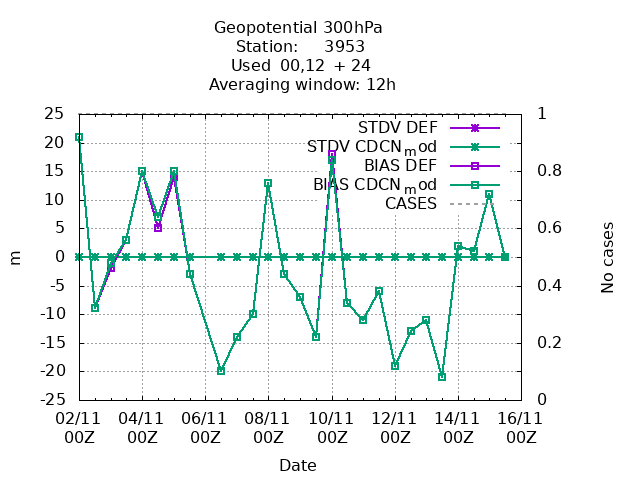 Geopotential 300hPa
Station: 3953
Used 00,12 + 24
Averaging window: 12h
25 1
STDV DEF
20
STDV CDCNmod
15 0.8
BIAS DEF
10
BIAS CDCNmod
5 0.6
CASES
0
m
No cases
-5 0.4
-10
-15 0.2
-20
-25 0
02/11 04/11 06/11 08/11 10/11 12/11 14/11 16/11
00Z 00Z 00Z 00Z 00Z 00Z 00Z 00Z
Date